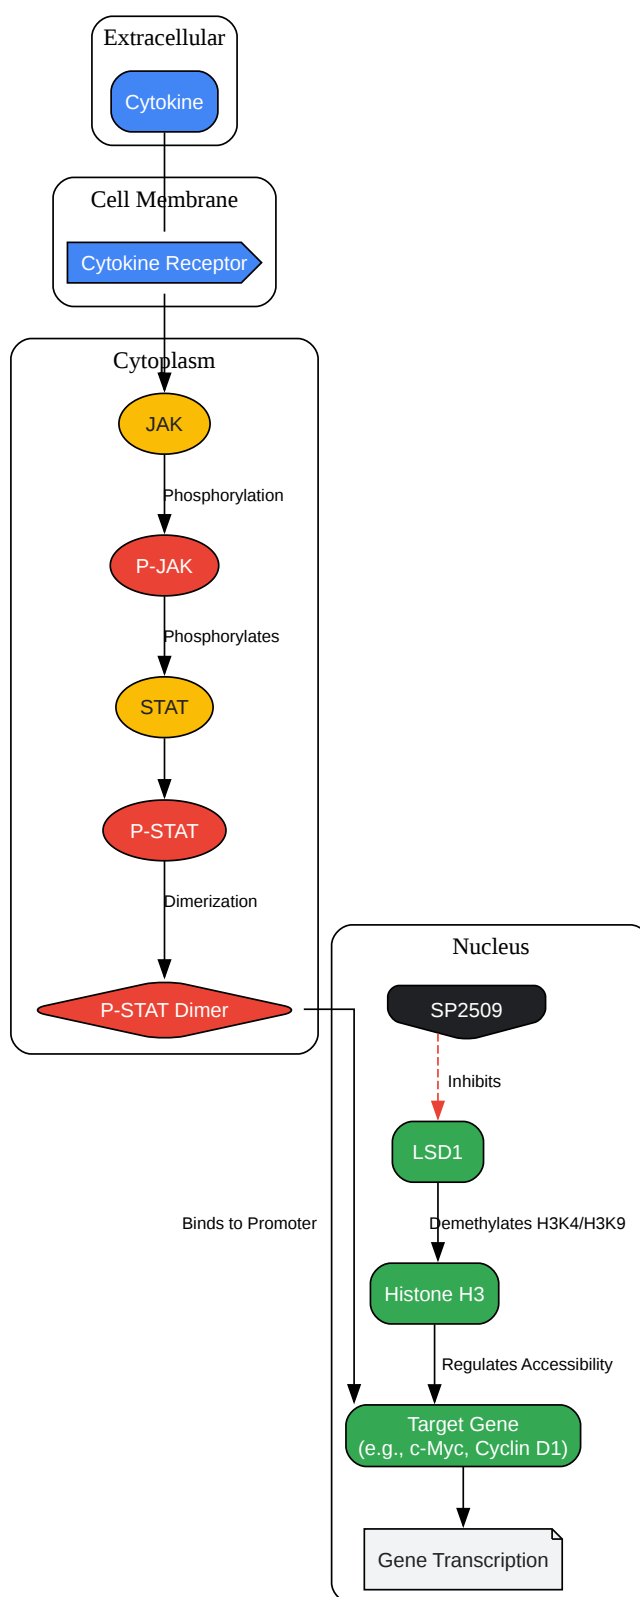 Extracellular
Cytokine
Cell Membrane
Cytokine Receptor
Cytoplasm
JAK
Phosphorylation
P-JAK
Phosphorylates
STAT
P-STAT
Dimerization
P-STAT Dimer
Nucleus
SP2509
Inhibits
LSD1
Binds to Promoter
Demethylates H3K4/H3K9
Histone H3
Regulates Accessibility
Target Gene
(e.g., c-Myc, Cyclin D1)
Gene Transcription